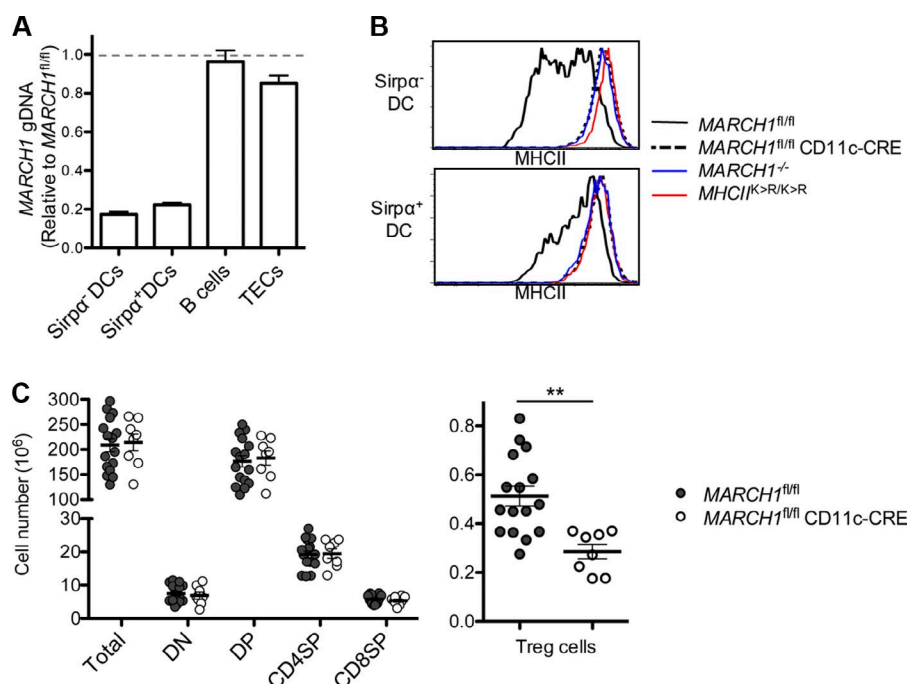 A
MARCH1 gDNA
(Relative to MARCH1fl/fl)
1.0
0.8
0.6
0.4
0.2
0.0
Sirpα- DCs
Sirpα+DCs
B cells
TECs
B
Sirpα-
DC
MHCII
Sirpα+
DC
MHCII
MARCH1fl/fl
MARCH1fl/fl CD11c-CRE
MARCH1-/-
MHCIIK>R/K>R
C
Cell number (106)
300
250
200
150
100
30
20
10
0
Total
DN
DP
CD4SP
CD8SP
**
0.8
0.6
0.4
0.2
0.0
Treg cells
MARCH1fl/fl
MARCH1fl/fl CD11c-CRE